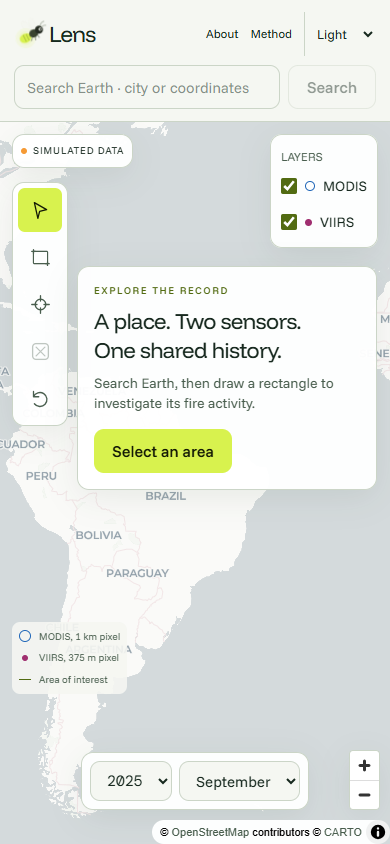 Lens
About Method Light
Search Earth · city or coordinates
Search
SIMULATED DATA
LAYERS
MODIS
VIIRS
EXPLORE THE RECORD
A place. Two sensors.
One shared history.
Search Earth, then draw a rectangle to
investigate its fire activity.
Select an area
PERU
BRAZIL
BOLIVIA
PARAGUAY
MODIS, 1 km pixel
VIIRS, 375 m pixel
Area of interest
2025
September
© OpenStreetMap contributors © CARTO